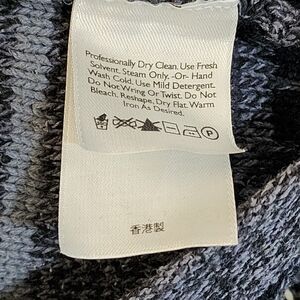 Professionally Dry Clean. Use Fresh
Solvent. Steam Only. -Or- Hand
Wash Cold. Use Mild Detergent.
Do Not Wring Or Twist. Do Not
Bleach. Reshape, Dry Flat. Warm
Iron As Desired.
P
香港製